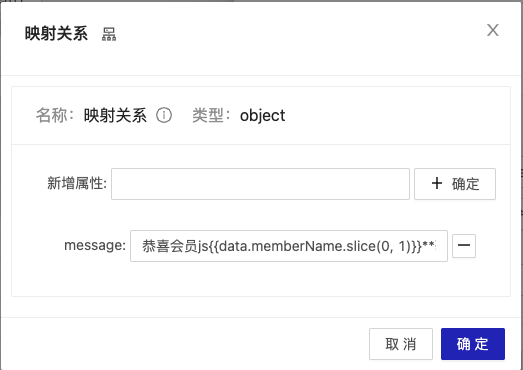 映射关系
名称： 映射关系 类型： object
新增属性: 确定
message: 恭喜会员js{{data.memberName.slice(0, 1)}}**
取 消 确 定